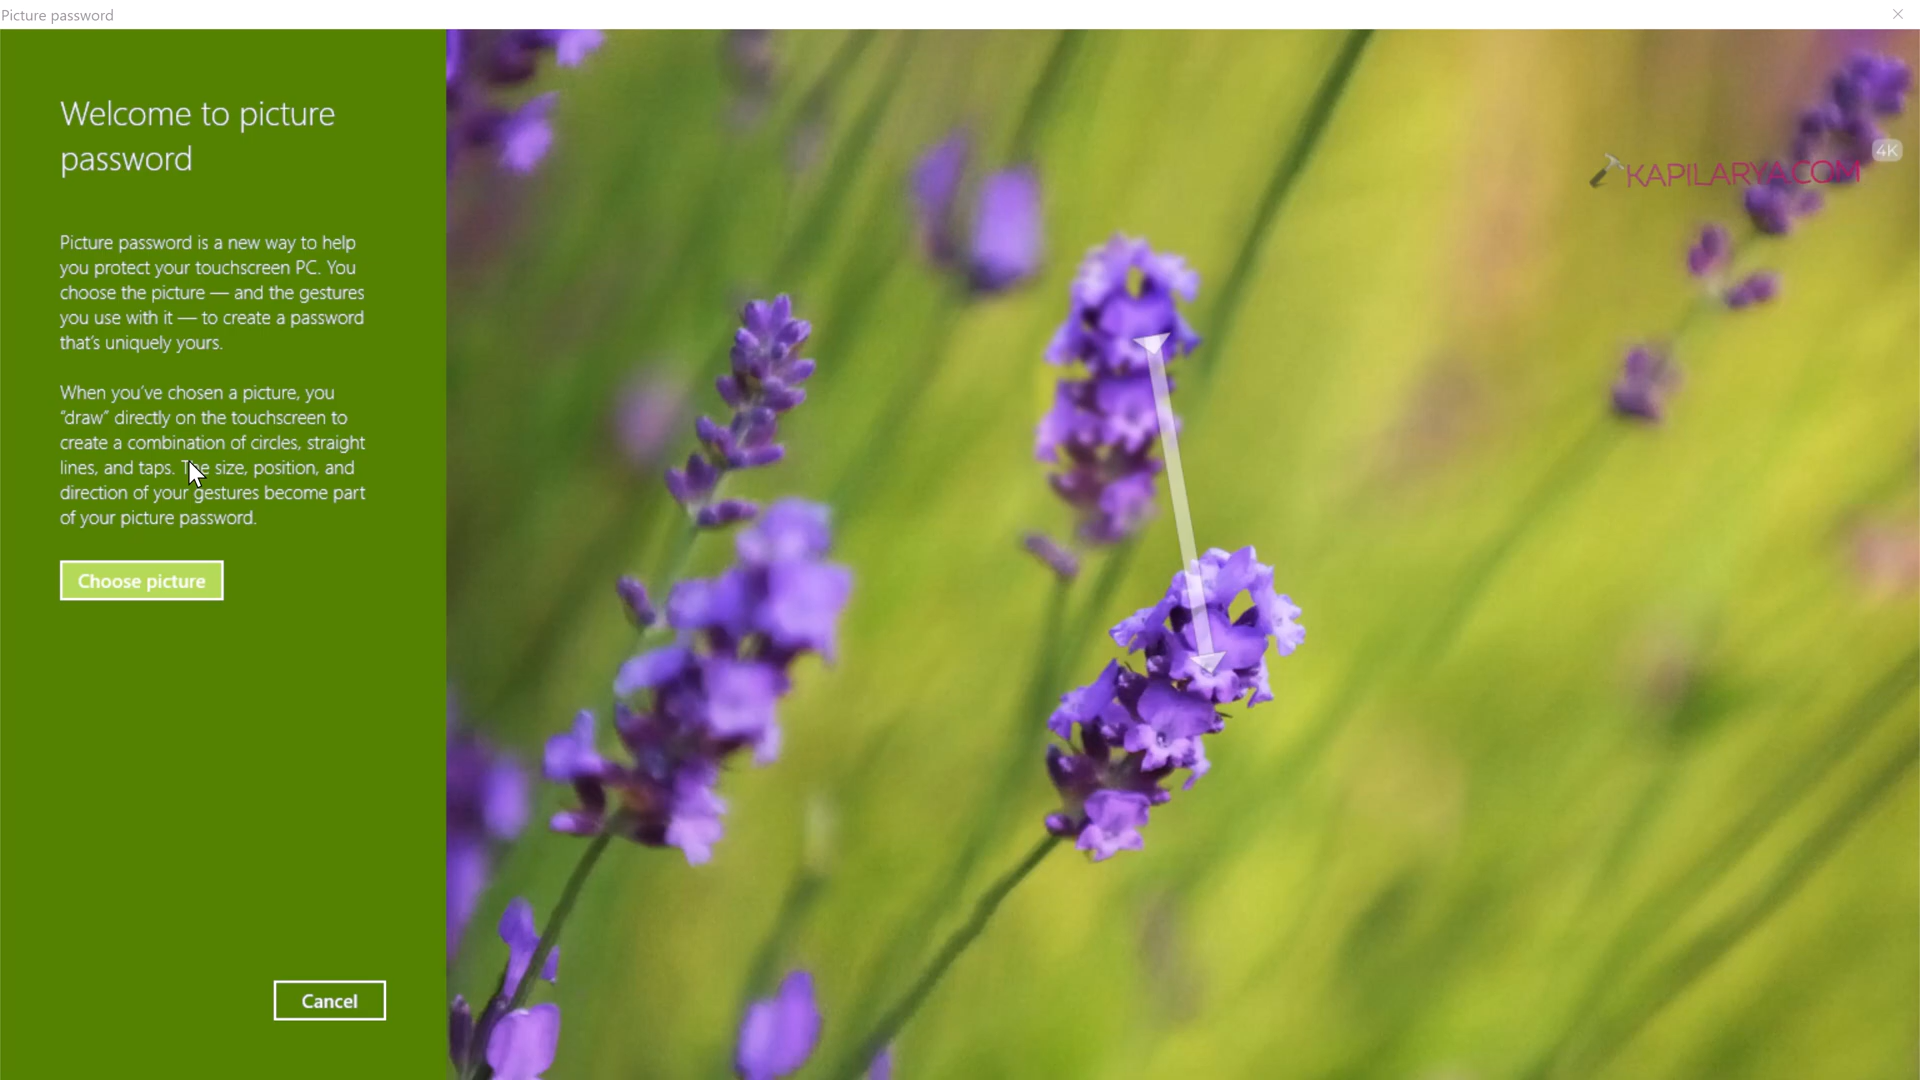 Picture password
Welcome to picture
password
Picture password is a new way to help
you protect your touchscreen PC. You
choose the picture — and the gestures
you use with it — to create a password
that's uniquely yours.
When you've chosen a picture, you
“draw” directly on the touchscreen to
create a combination of circles, straight
lines, and taps. The size, position, and
direction of your gestures become part
of your picture password.
Choose picture
Cancel
KAPILARYA.COM
4K